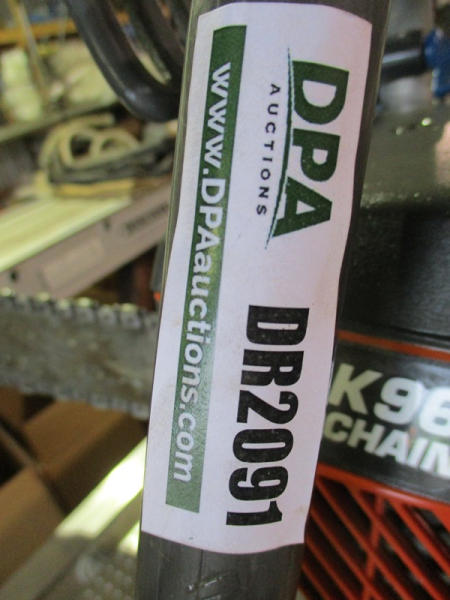 DPA
AUCTIONS
www.DPAauctions.com
DR2091
K96
CHAIN